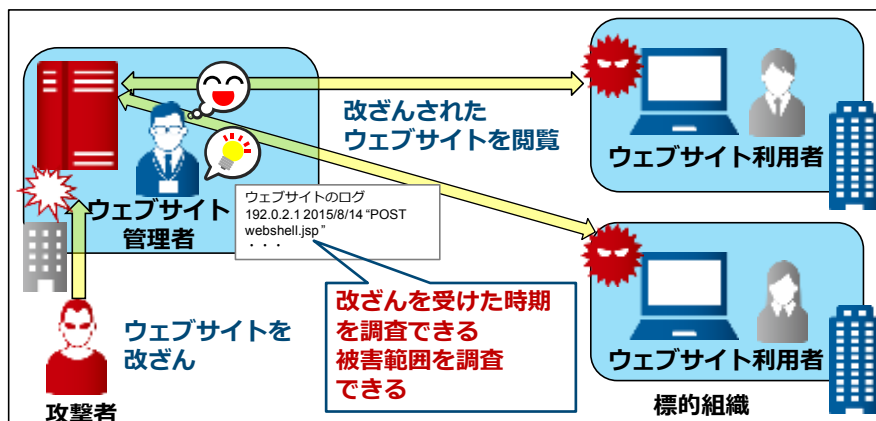 改ざんされた
ウェブサイトを閲覧
ウェブサイト利用者
ウェブサイト
管理者
ウェブサイトのログ
192.0.2.1 2015/8/14 “POST
webshell.jsp ”
・・・
改ざんを受けた時期
を調査できる
被害範囲を調査
できる
ウェブサイトを
改ざん
攻撃者
ウェブサイト利用者
標的組織